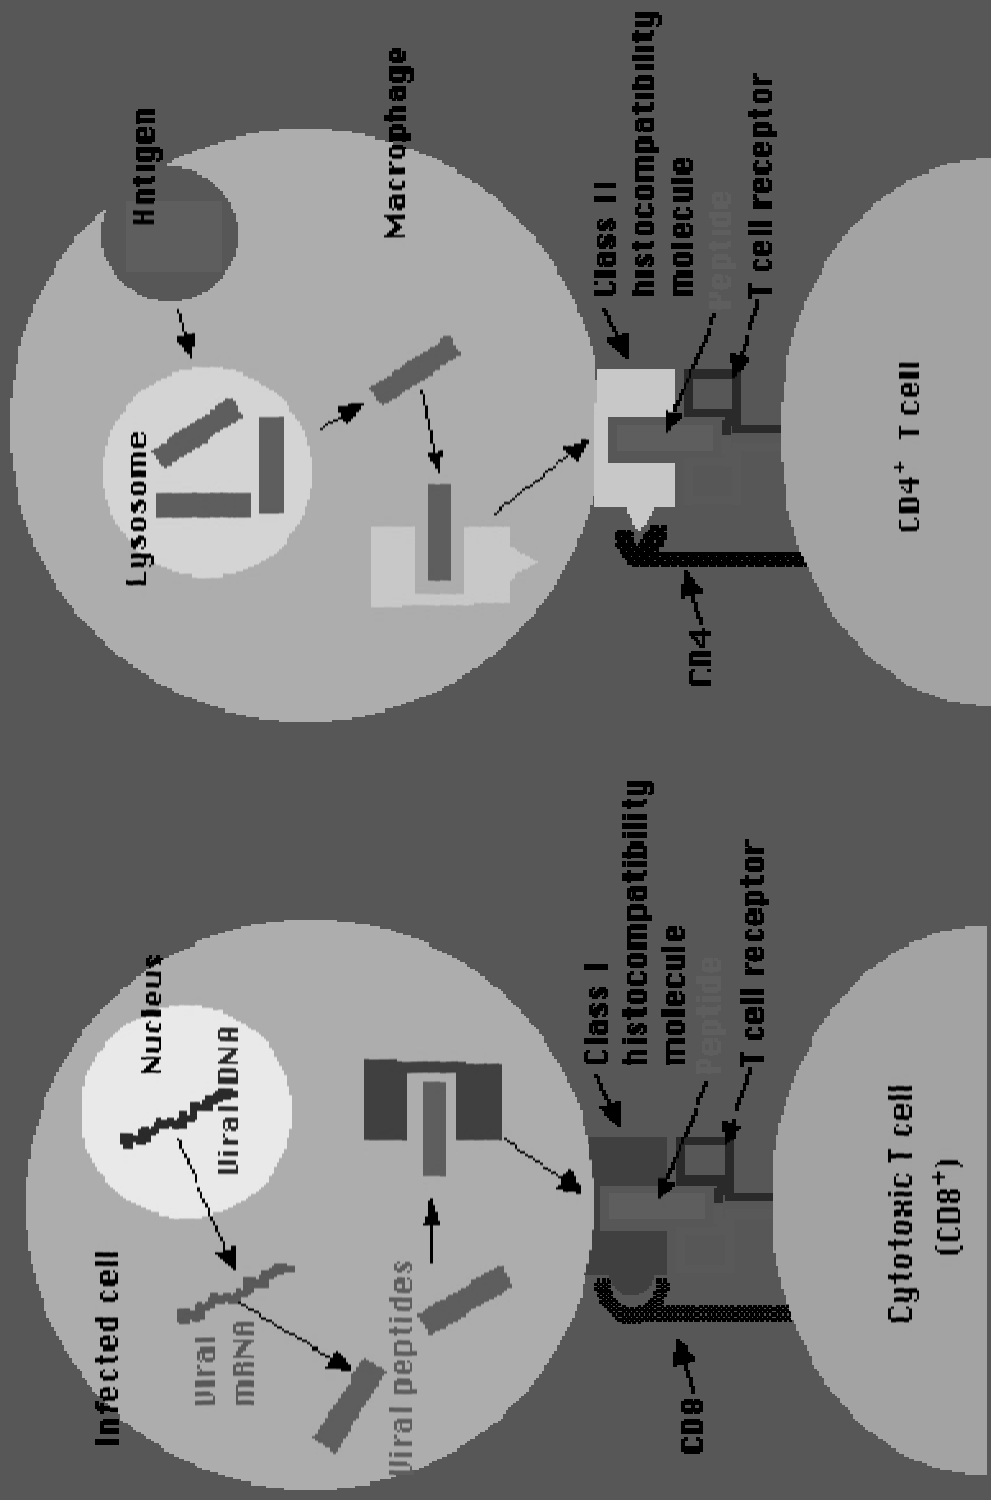 Infected cell
Nucleus
Viral DNA
Viral
mRNA
Viral peptides
Class I
histocompatibility
molecule
Peptide
T cell receptor
CD8
Cytotoxic T cell
(CD8⁺)
Antigen
Lysosome
Macrophage
Class II
histocompatibility
molecule
Peptide
T cell receptor
CD4
CD4⁺ T cell